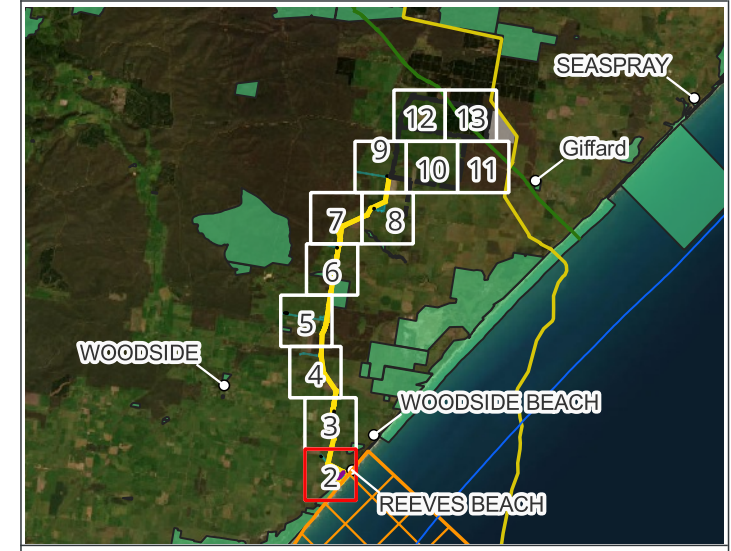 SEASPRAY
12 13
Giffard
9 10 11
7 8
6
5
WOODSIDE
4
WOODSIDE BEACH
3
2
REEVES BEACH